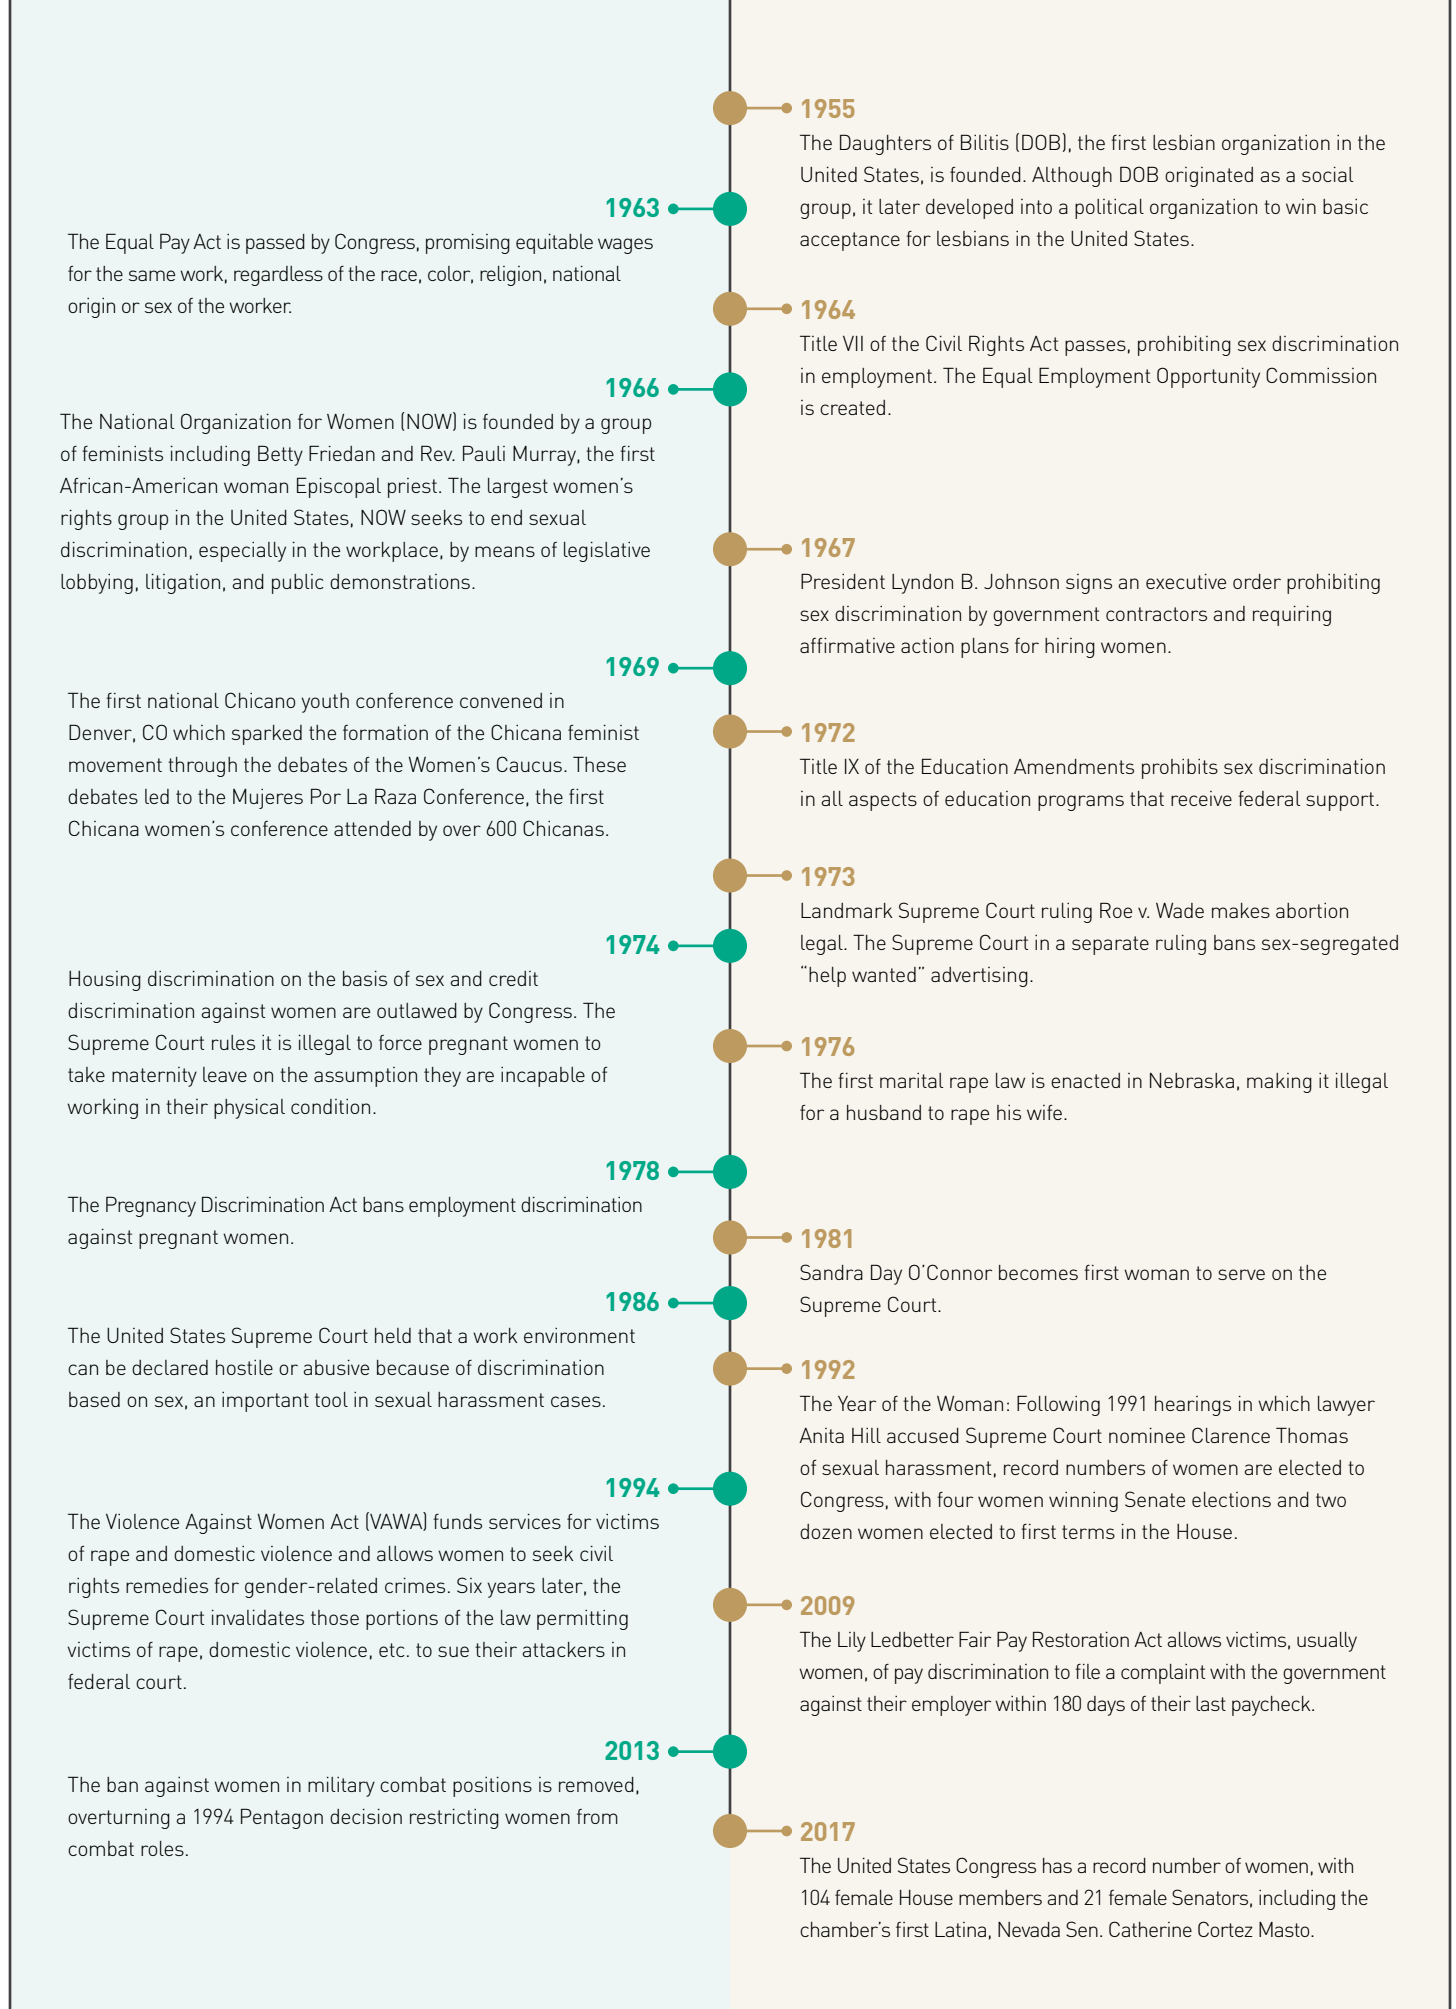 1955
The Daughters of Bilitis (DOB), the first lesbian organization in the
United States, is founded. Although DOB originated as a social
group, it later developed into a political organization to win basic
acceptance for lesbians in the United States.
1963
The Equal Pay Act is passed by Congress, promising equitable wages
for the same work, regardless of the race, color, religion, national
origin or sex of the worker.
1964
Title VII of the Civil Rights Act passes, prohibiting sex discrimination
in employment. The Equal Employment Opportunity Commission
is created.
1966
The National Organization for Women (NOW) is founded by a group
of feminists including Betty Friedan and Rev. Pauli Murray, the first
African-American woman Episcopal priest. The largest women's
rights group in the United States, NOW seeks to end sexual
discrimination, especially in the workplace, by means of legislative
lobbying, litigation, and public demonstrations.
1967
President Lyndon B. Johnson signs an executive order prohibiting
sex discrimination by government contractors and requiring
affirmative action plans for hiring women.
1969
The first national Chicano youth conference convened in
Denver, CO which sparked the formation of the Chicana feminist
movement through the debates of the Women's Caucus. These
debates led to the Mujeres Por La Raza Conference, the first
Chicana women's conference attended by over 600 Chicanas.
1972
Title IX of the Education Amendments prohibits sex discrimination
in all aspects of education programs that receive federal support.
1973
Landmark Supreme Court ruling Roe v. Wade makes abortion
legal. The Supreme Court in a separate ruling bans sex-segregated
“help wanted” advertising.
1974
Housing discrimination on the basis of sex and credit
discrimination against women are outlawed by Congress. The
Supreme Court rules it is illegal to force pregnant women to
take maternity leave on the assumption they are incapable of
working in their physical condition.
1976
The first marital rape law is enacted in Nebraska, making it illegal
for a husband to rape his wife.
1978
The Pregnancy Discrimination Act bans employment discrimination
against pregnant women.
1981
Sandra Day O'Connor becomes first woman to serve on the
Supreme Court.
1986
The United States Supreme Court held that a work environment
can be declared hostile or abusive because of discrimination
based on sex, an important tool in sexual harassment cases.
1992
The Year of the Woman: Following 1991 hearings in which lawyer
Anita Hill accused Supreme Court nominee Clarence Thomas
of sexual harassment, record numbers of women are elected to
Congress, with four women winning Senate elections and two
dozen women elected to first terms in the House.
1994
The Violence Against Women Act (VAWA) funds services for victims
of rape and domestic violence and allows women to seek civil
rights remedies for gender-related crimes. Six years later, the
Supreme Court invalidates those portions of the law permitting
victims of rape, domestic violence, etc. to sue their attackers in
federal court.
2009
The Lily Ledbetter Fair Pay Restoration Act allows victims, usually
women, of pay discrimination to file a complaint with the government
against their employer within 180 days of their last paycheck.
2013
The ban against women in military combat positions is removed,
overturning a 1994 Pentagon decision restricting women from
combat roles.
2017
The United States Congress has a record number of women, with
104 female House members and 21 female Senators, including the
chamber's first Latina, Nevada Sen. Catherine Cortez Masto.